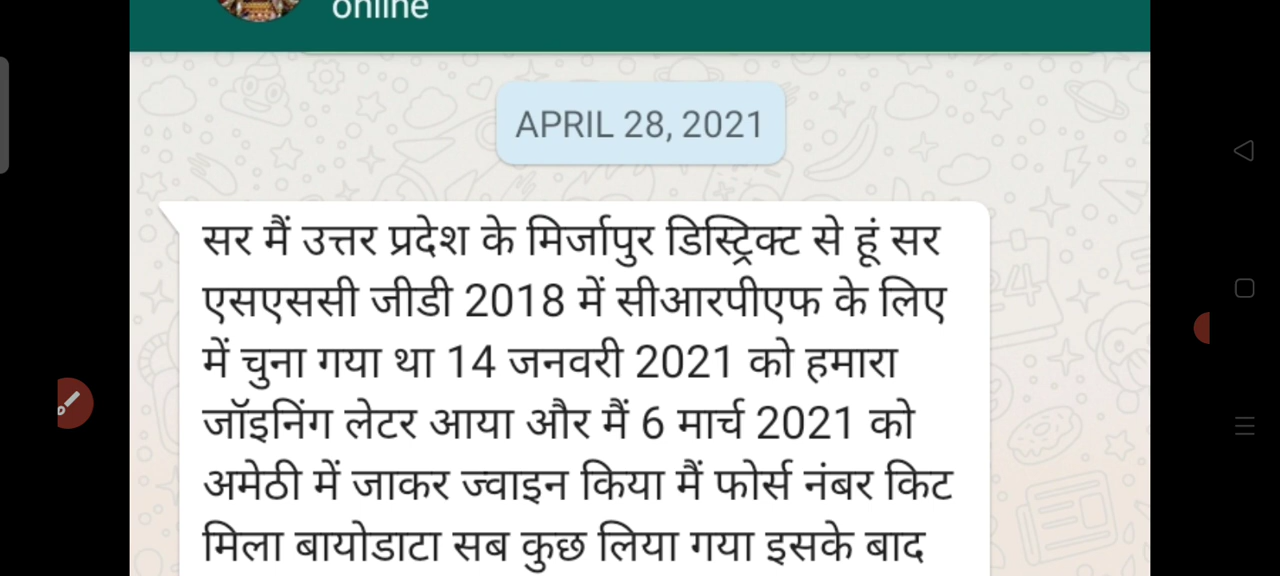 online
APRIL 28, 2021
सर मैं उत्तर प्रदेश के मिर्जापुर डिस्ट्रिक्ट से हूं सर
एसएससी जीडी 2018 में सीआरपीएफ के लिए
में चुना गया था 14 जनवरी 2021 को हमारा
जॉइनिंग लेटर आया और मैं 6 मार्च 2021 को
अमेठी में जाकर ज्वाइन किया मैं फोर्स नंबर किट
मिला बायोडाटा सब कुछ लिया गया इसके बाद